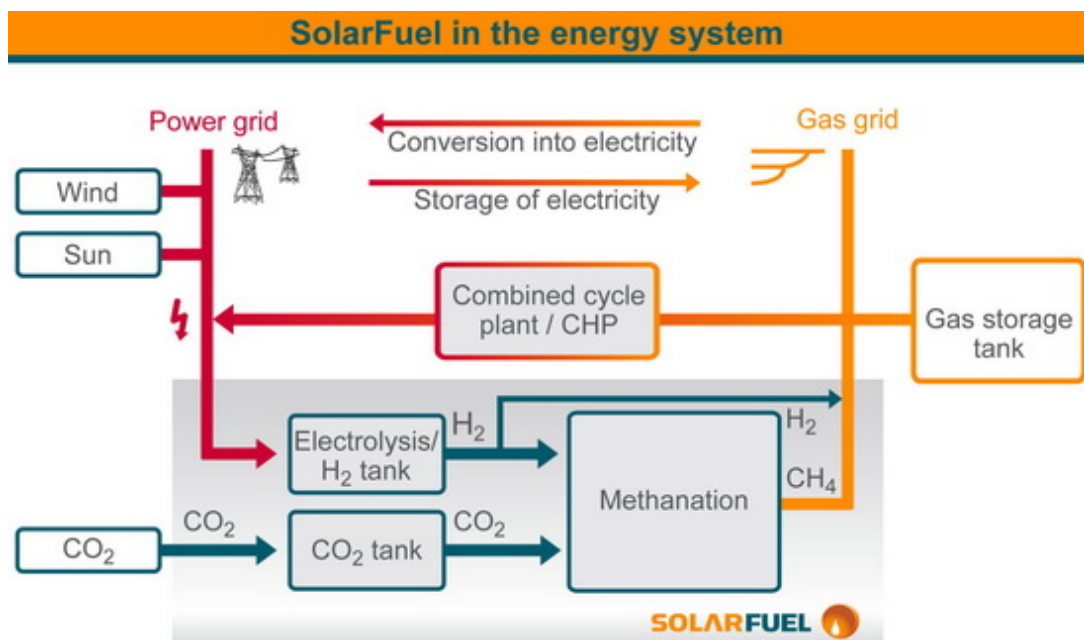 SolarFuel in the energy system
Power grid
Conversion into electricity
Gas grid
Storage of electricity
Wind
Sun
Combined cycle
plant / CHP
Gas storage
tank
Electrolysis/
H₂ tank
H₂
H₂
Methanation
CH₄
CO₂
CO₂
CO₂ tank
CO₂
SOLARFUEL